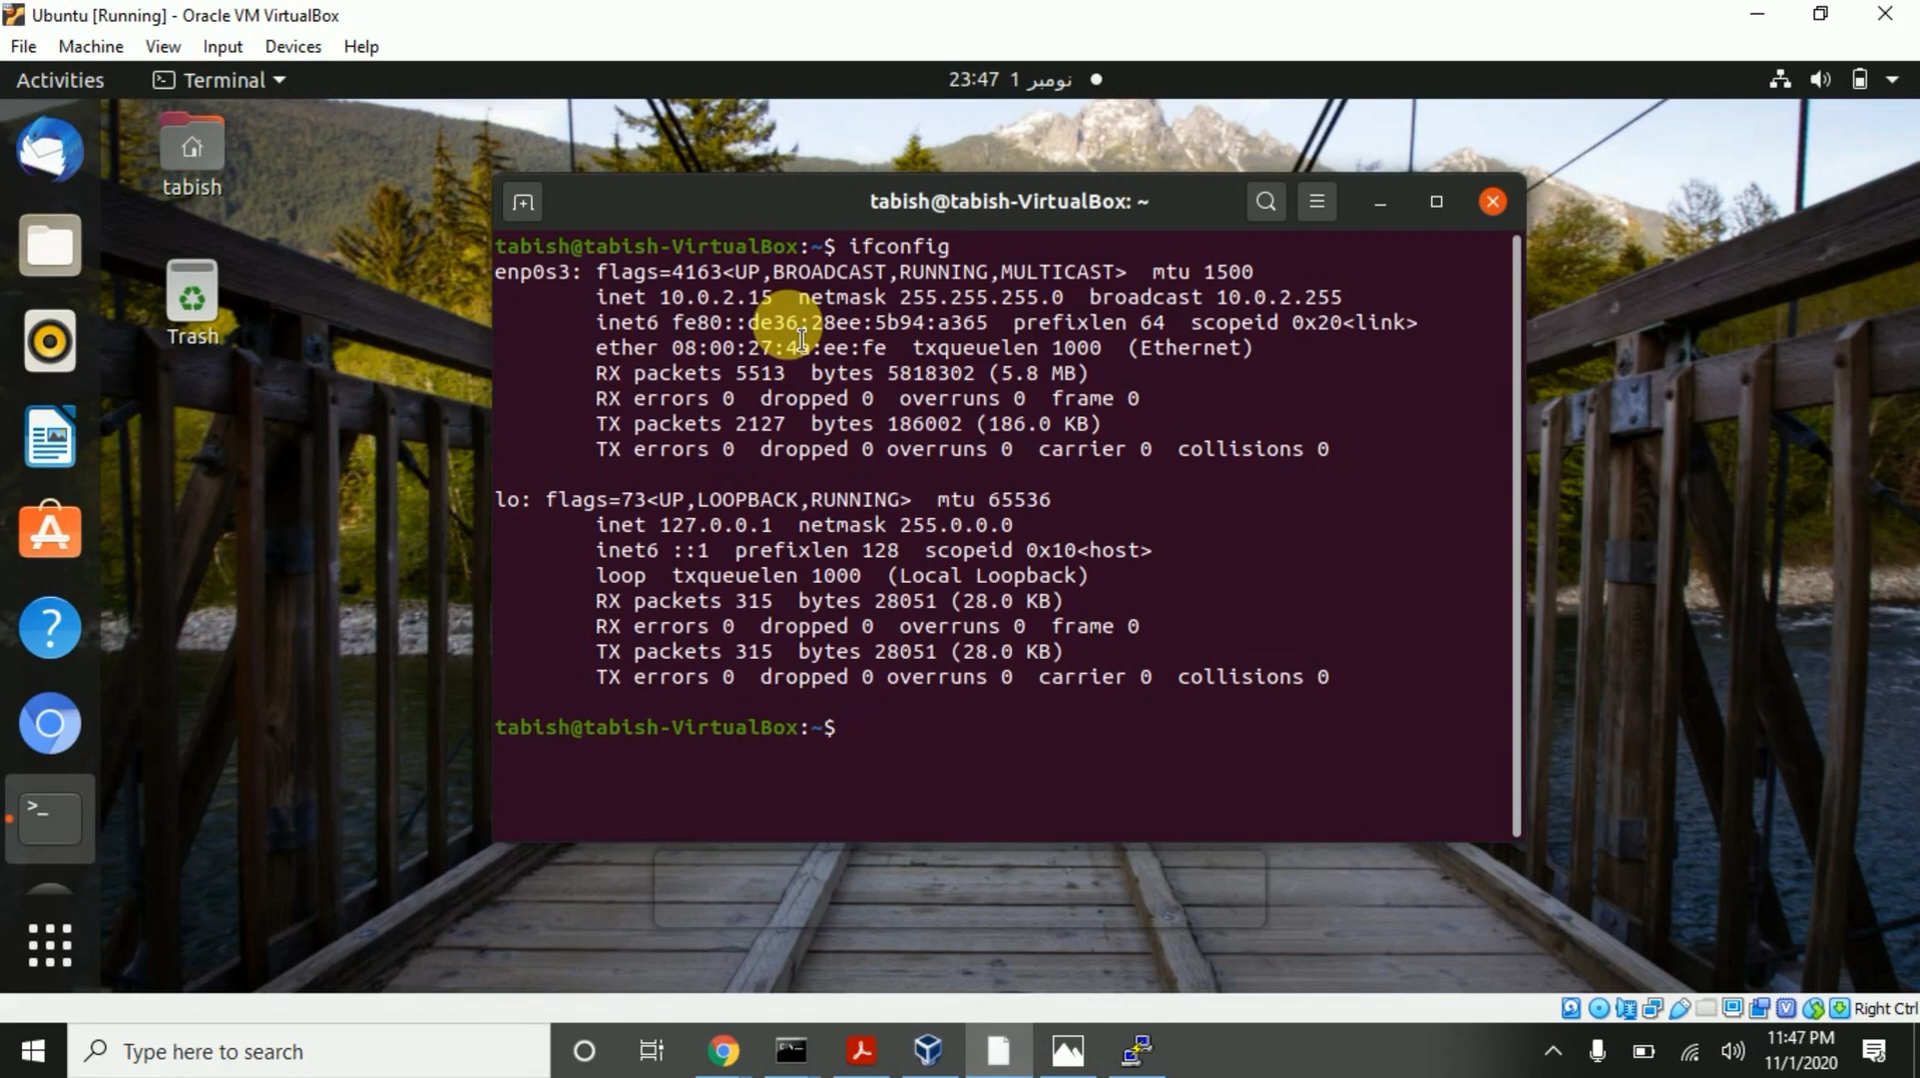 Ubuntu [Running] - Oracle VM VirtualBox
File Machine View Input Devices Help
Activities Terminal 23:47 1 نومبر
tabish
Trash
tabish@tabish-VirtualBox: ~
tabish@tabish-VirtualBox:~$ ifconfig
enp0s3: flags=4163<UP,BROADCAST,RUNNING,MULTICAST> mtu 1500
inet 10.0.2.15 netmask 255.255.255.0 broadcast 10.0.2.255
inet6 fe80::de36:28ee:5b94:a365 prefixlen 64 scopeid 0x20<link>
ether txqueuelen 1000 (Ethernet)
RX packets 5513 bytes 5818302 (5.8 MB)
RX errors 0 dropped 0 overruns 0 frame 0
TX packets 2127 bytes 186002 (186.0 KB)
TX errors 0 dropped 0 overruns 0 carrier 0 collisions 0
lo: flags=73<UP,LOOPBACK,RUNNING> mtu 65536
inet 127.0.0.1 netmask 255.0.0.0
inet6 ::1 prefixlen 128 scopeid 0x10<host>
loop txqueuelen 1000 (Local Loopback)
RX packets 315 bytes 28051 (28.0 KB)
RX errors 0 dropped 0 overruns 0 frame 0
TX packets 315 bytes 28051 (28.0 KB)
TX errors 0 dropped 0 overruns 0 carrier 0 collisions 0
tabish@tabish-VirtualBox:~$
Right Ctrl
Type here to search
11:47 PM
11/1/2020